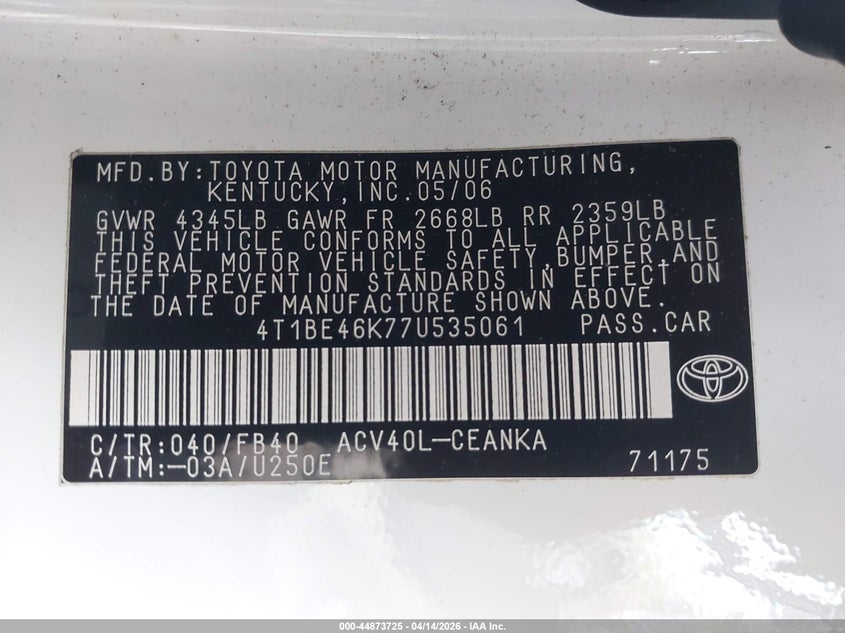 MFD.BY:TOYOTA MOTOR MANUFACTURING,
KENTUCKY,INC.05/06
GVWR 4345LB GAWR FR 2668LB RR 2359LB
THIS VEHICLE CONFORMS TO ALL APPLICABLE
FEDERAL MOTOR VEHICLE SAFETY,BUMPER,AND
THEFT PREVENTION STANDARDS IN EFFECT ON
THE DATE OF MANUFACTURE SHOWN ABOVE.
4T1BE46K77U535061 PASS.CAR
C/TR:040/FB40 ACV40L-CEANKA
A/TM:-03A/U250E 71175
000-44873725 - 04/14/2026 - IAA Inc.